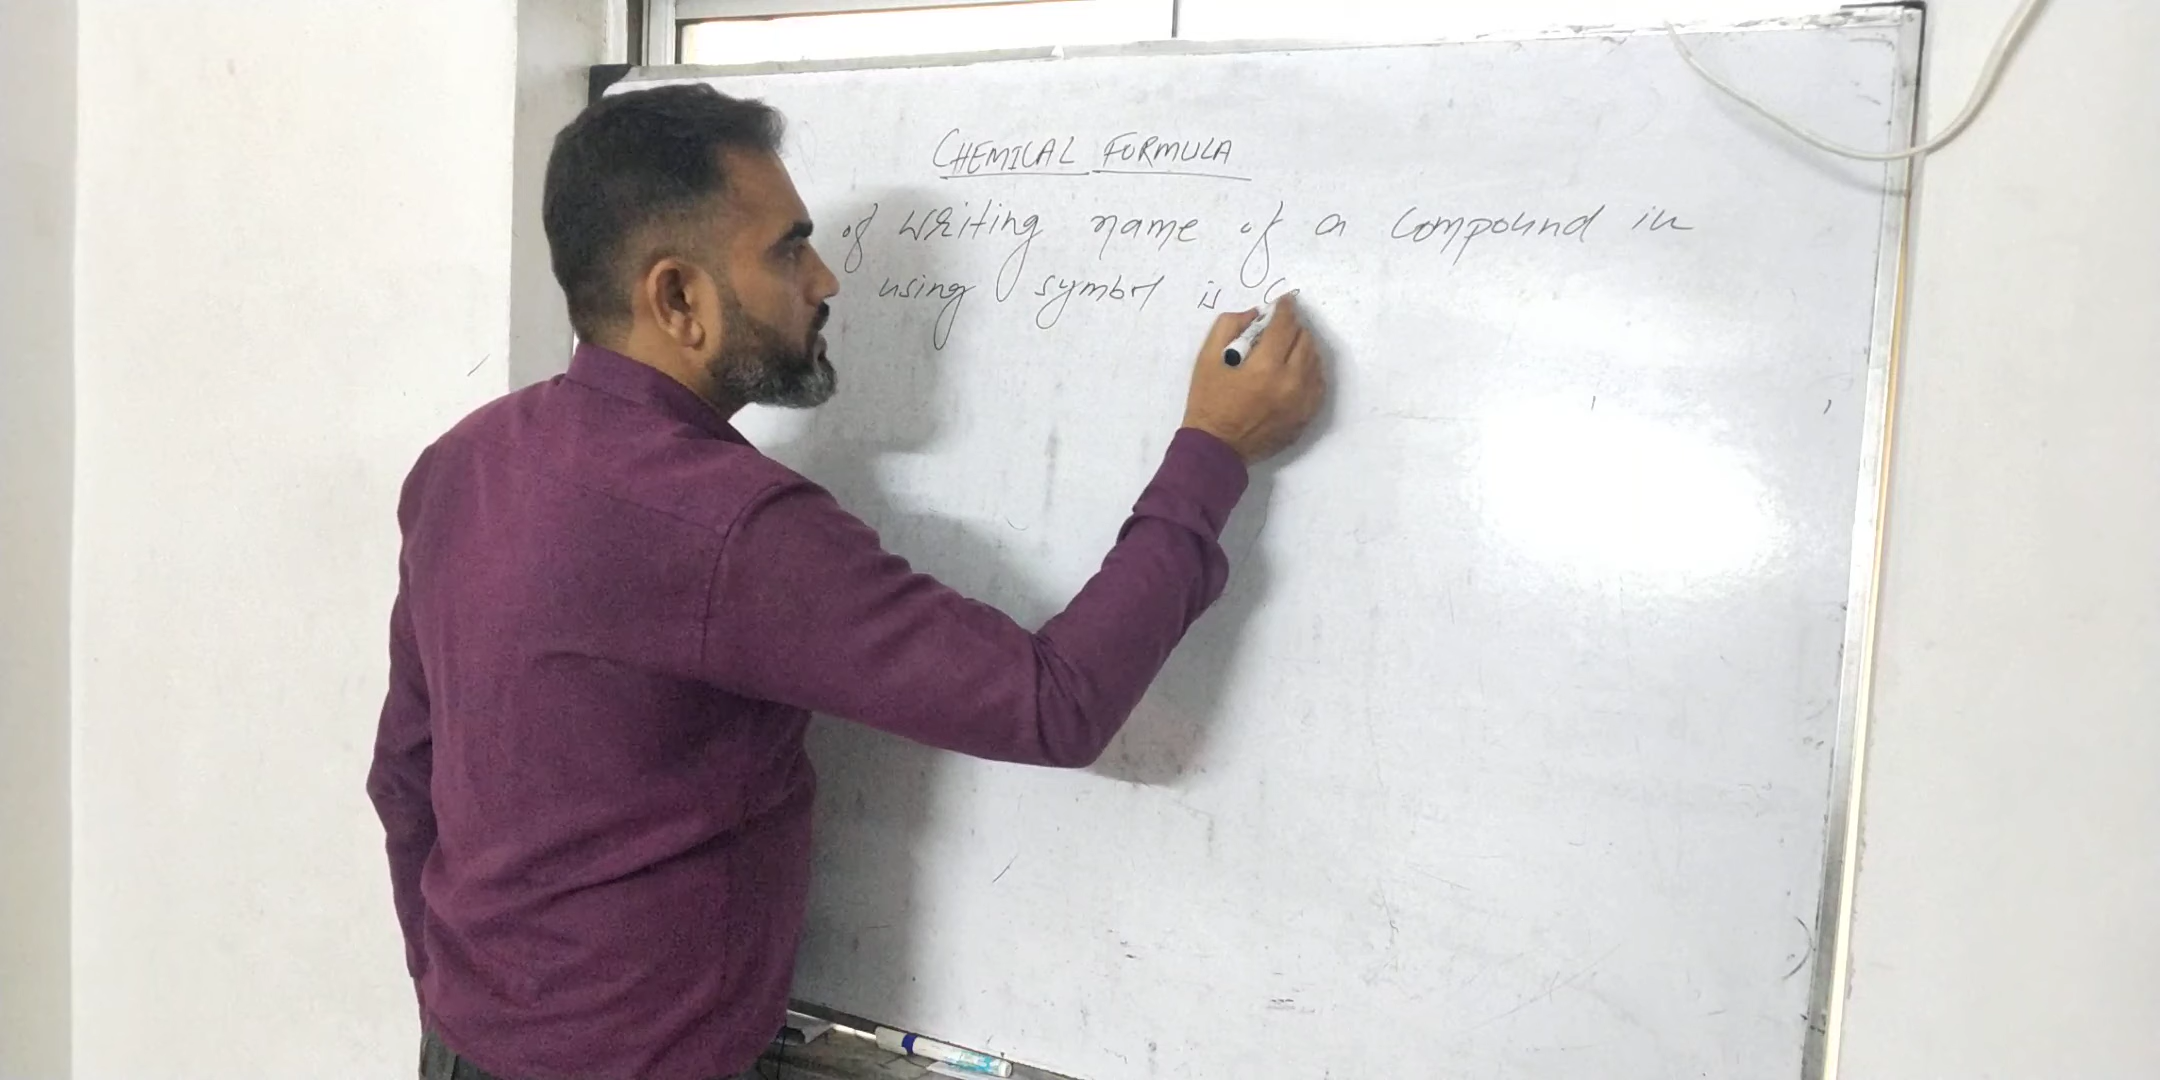 CHEMICAL FORMULA
of writing name of a compound in
using symbol is